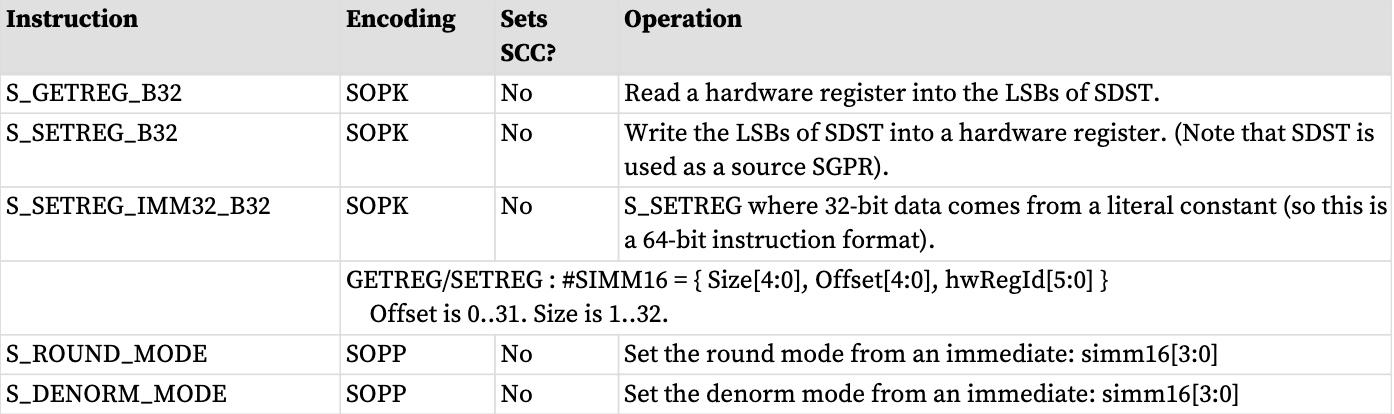 Instruction Encoding Sets SCC? Operation
S_GETREG_B32 SOPK No Read a hardware register into the LSBs of SDST.
S_SETREG_B32 SOPK No Write the LSBs of SDST into a hardware register. (Note that SDST is
used as a source SGPR).
S_SETREG_IMM32_B32 SOPK No S_SETREG where 32-bit data comes from a literal constant (so this is
a 64-bit instruction format).
GETREG/SETREG : #SIMM16 = { Size[4:0], Offset[4:0], hwRegId[5:0] }
Offset is 0..31. Size is 1..32.
S_ROUND_MODE SOPP No Set the round mode from an immediate: simm16[3:0]
S_DENORM_MODE SOPP No Set the denorm mode from an immediate: simm16[3:0]